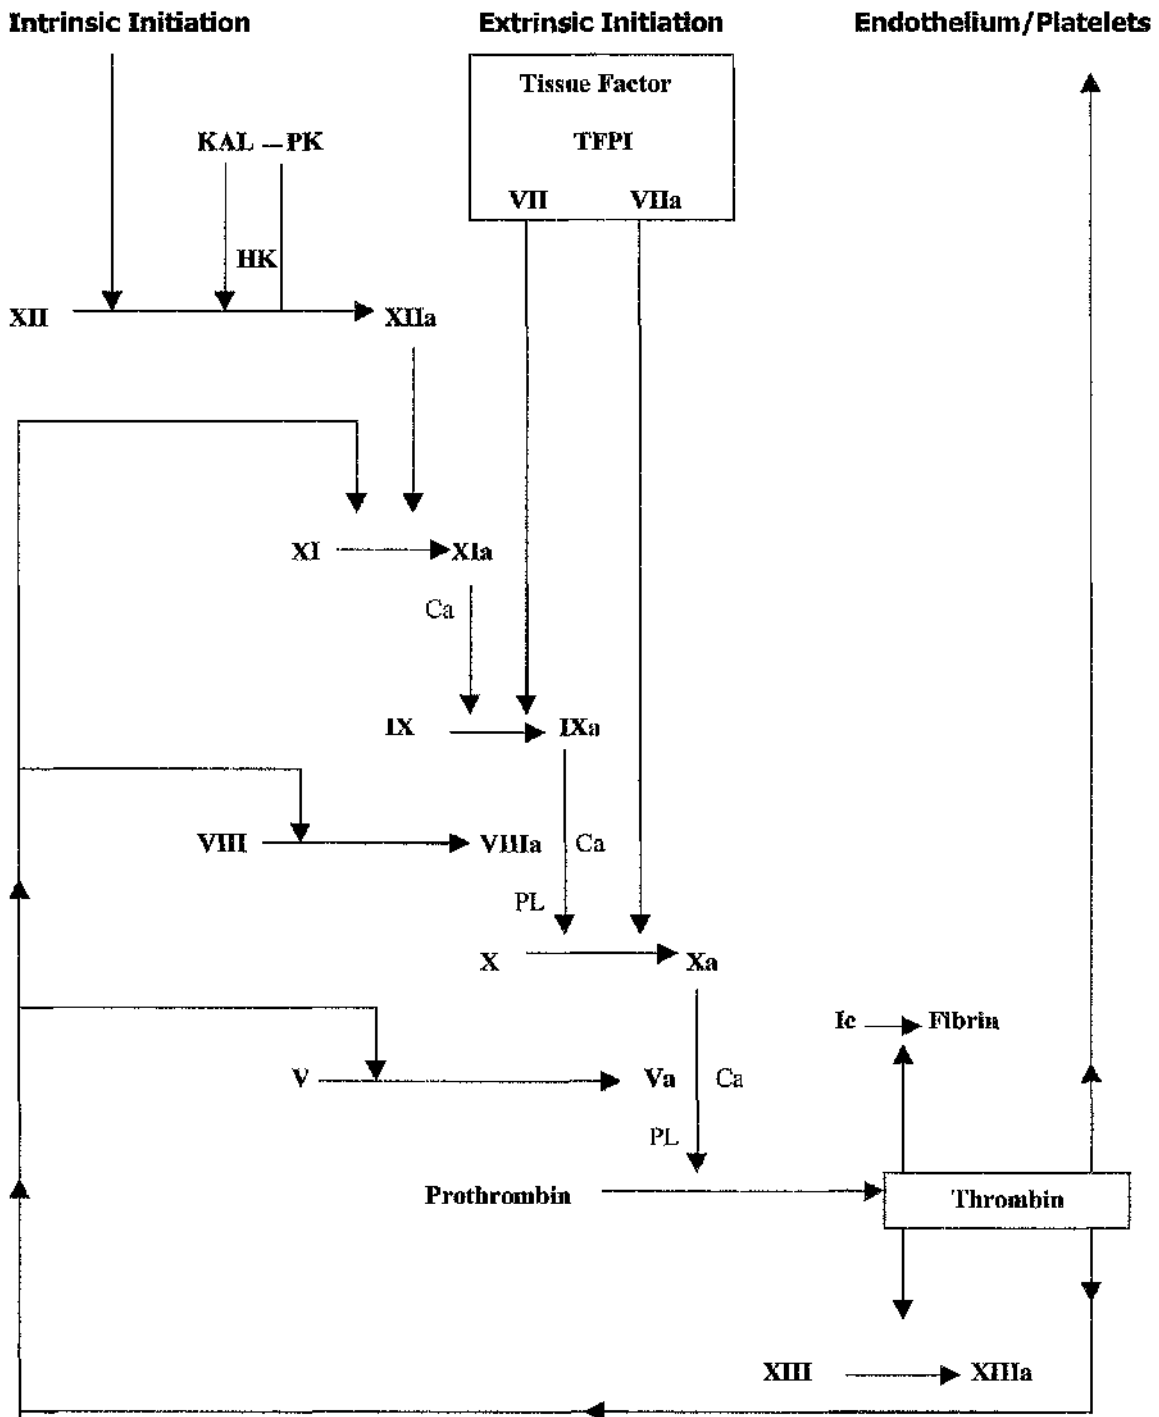 Intrinsic Initiation
Extrinsic Initiation
Endothelium/Platelets
Tissue Factor
KAL – PK
TFPI
VII
VIIa
HK
XII
XIIa
XI
XIa
Ca
IX
IXa
VIII
VIIIa
Ca
PL
X
Xa
Ic
Fibrin
V
Va
Ca
PL
Prothrombin
Thrombin
XIII
XIIIa